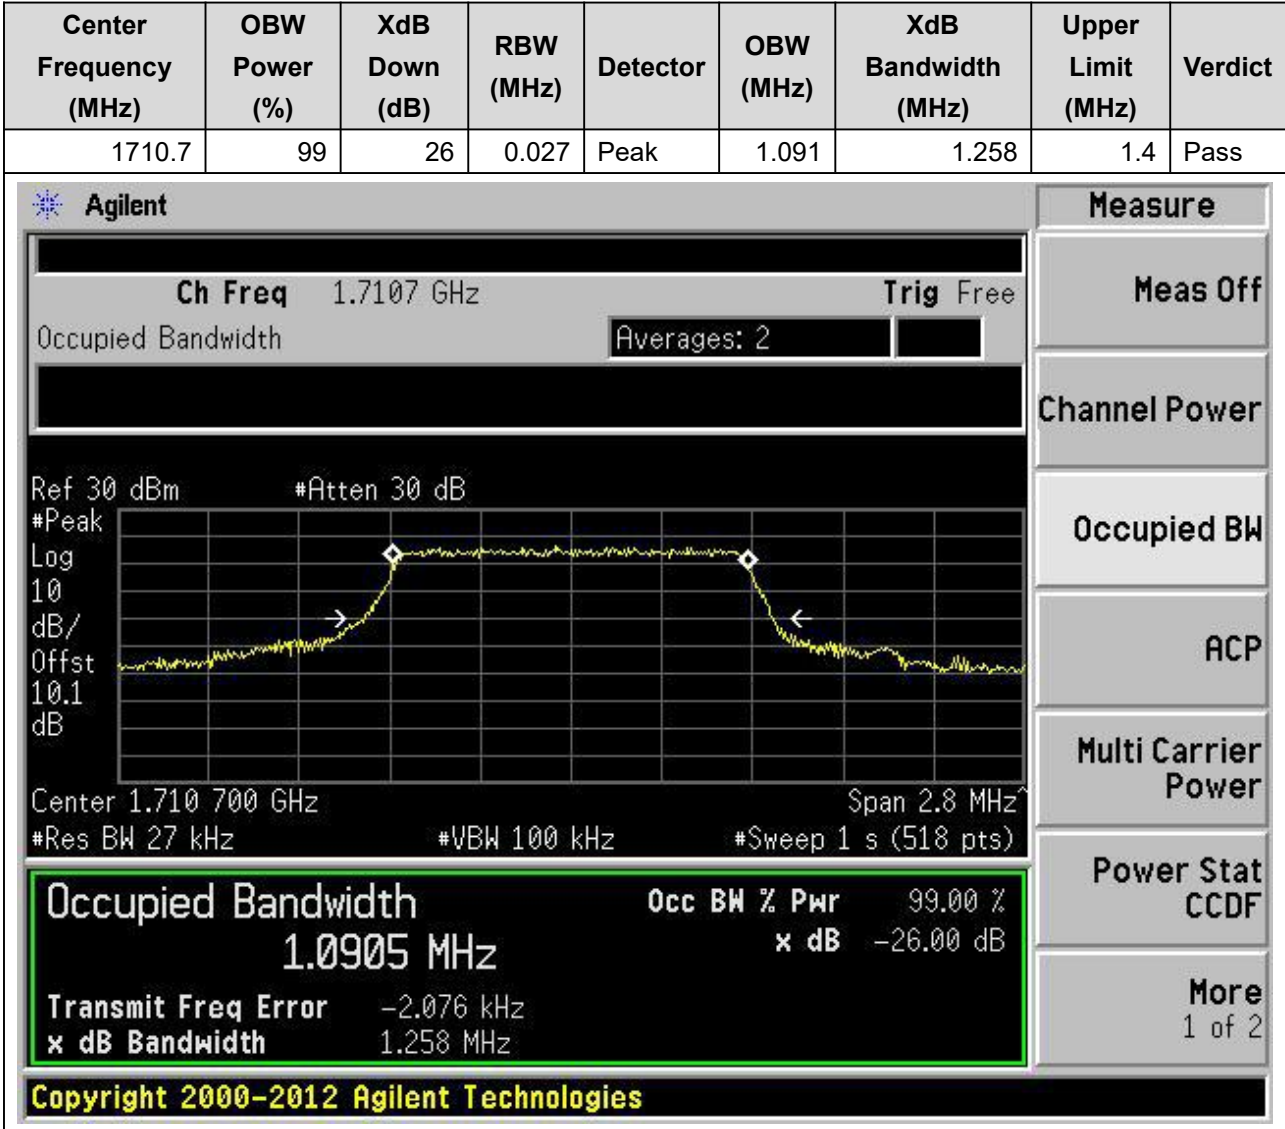 Center Frequency (MHz) OBW Power (%) XdB Down (dB) RBW (MHz) Detector OBW (MHz) XdB Bandwidth (MHz) Upper Limit (MHz) Verdict
1710.7 99 26 0.027 Peak 1.091 1.258 1.4 Pass
Agilent
Measure
Ch Freq 1.7107 GHz Trig Free
Meas Off
Occupied Bandwidth Averages: 2
Channel Power
Ref 30 dBm #Atten 30 dB
#Peak
Log
10
dB/
Offst
10.1
dB
Occupied BW
ACP
Multi Carrier
Power
Center 1.710 700 GHz Span 2.8 MHz^
#Res BW 27 kHz #VBW 100 kHz #Sweep 1 s (518 pts)
Power Stat
CCDF
Occupied Bandwidth Occ BW % Pwr 99.00 %
1.0905 MHz x dB -26.00 dB
Transmit Freq Error -2.076 kHz
x dB Bandwidth 1.258 MHz
More
1 of 2
Copyright 2000-2012 Agilent Technologies